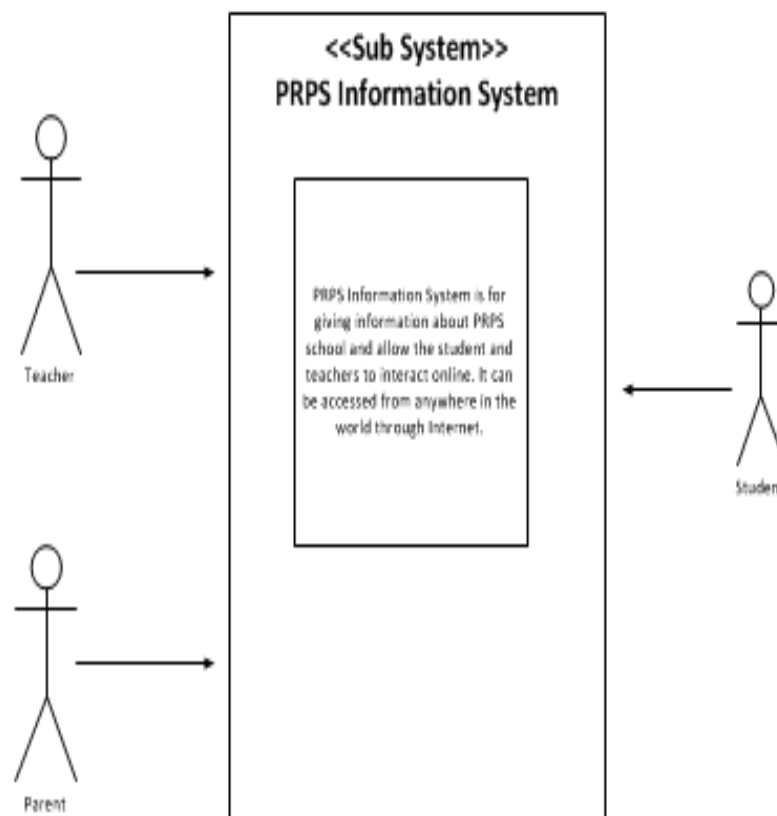 <<Sub System>>
PRPS Information System
PRPS Information System is for
giving information about PRPS
school and allow the student and
teachers to interact online. It can
be accessed from anywhere in the
world through Internet.
Teacher
Studen
Parent